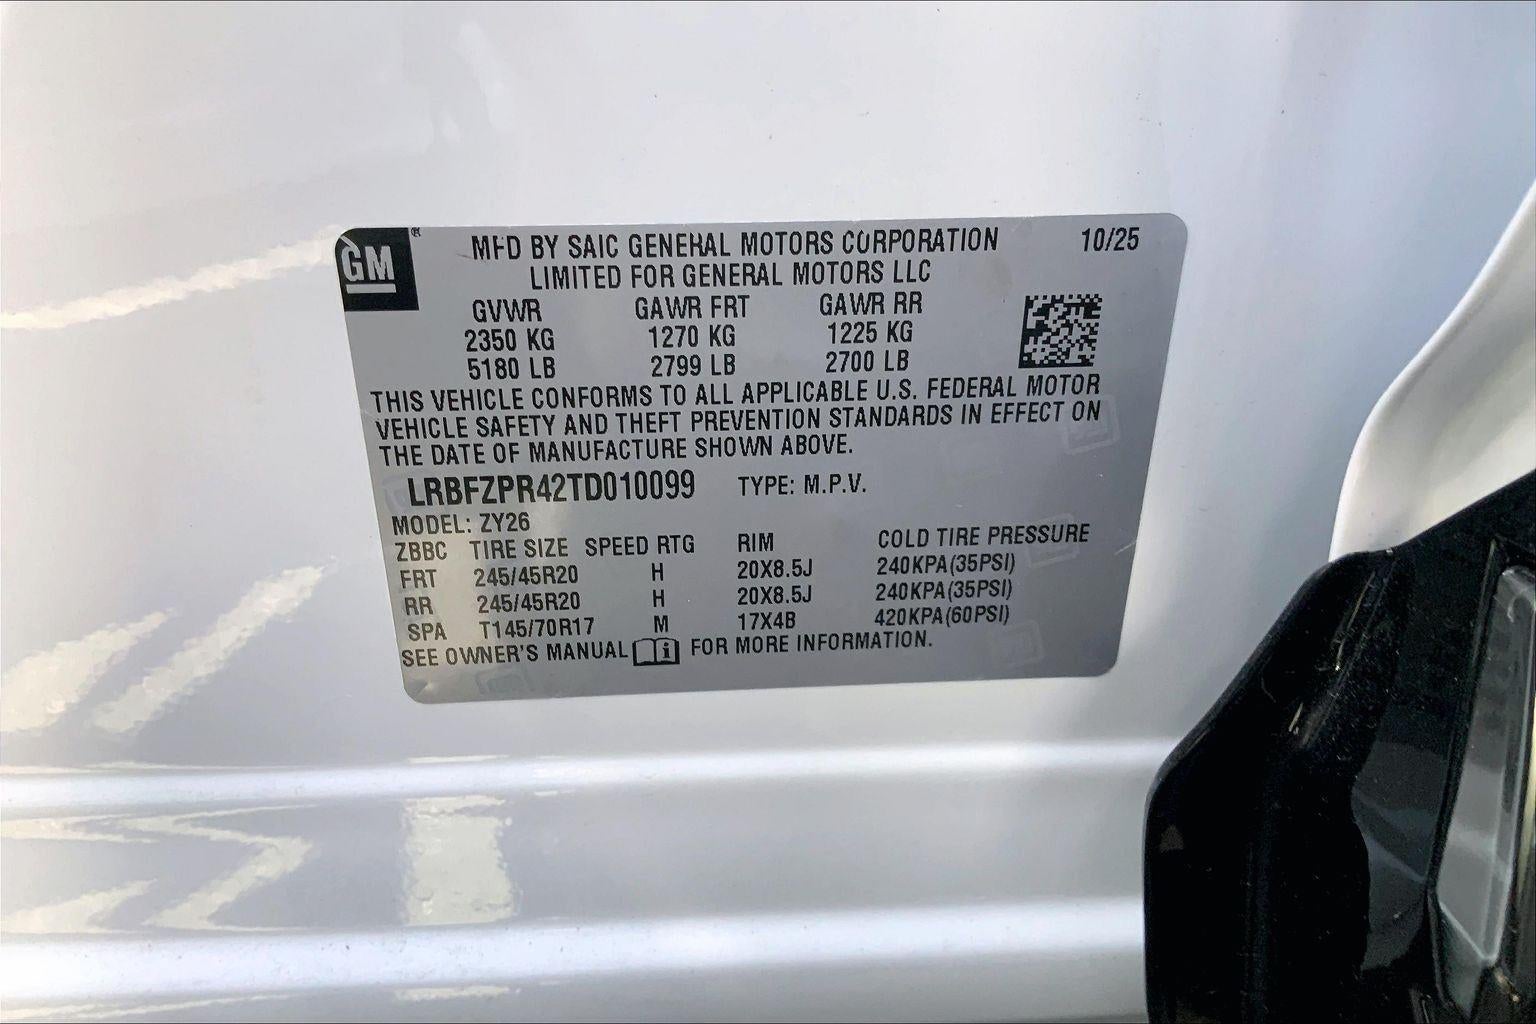 GM ®
MFD BY SAIC GENERAL MOTORS CORPORATION 10/25
LIMITED FOR GENERAL MOTORS LLC
GVWR GAWR FRT GAWR RR
2350 KG 1270 KG 1225 KG
5180 LB 2799 LB 2700 LB
THIS VEHICLE CONFORMS TO ALL APPLICABLE U.S. FEDERAL MOTOR
VEHICLE SAFETY AND THEFT PREVENTION STANDARDS IN EFFECT ON
THE DATE OF MANUFACTURE SHOWN ABOVE.
LRBFZPR42TD010099 TYPE: M.P.V.
MODEL: ZY26
ZBBC TIRE SIZE SPEED RTG RIM COLD TIRE PRESSURE
FRT 245/45R20 H 20X8.5J 240KPA(35PSI)
RR 245/45R20 H 20X8.5J 240KPA(35PSI)
SPA T145/70R17 M 17X4B 420KPA(60PSI)
SEE OWNER'S MANUAL i FOR MORE INFORMATION.